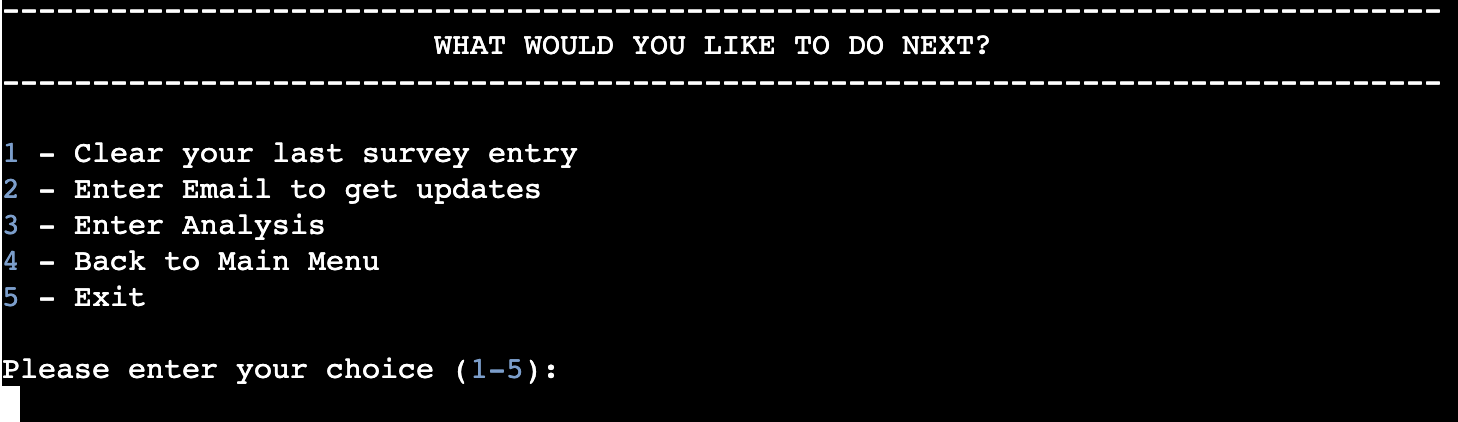 --------------------------------------------------------------------------------
WHAT WOULD YOU LIKE TO DO NEXT?
--------------------------------------------------------------------------------
1 - Clear your last survey entry
2 - Enter Email to get updates
3 - Enter Analysis
4 - Back to Main Menu
5 - Exit
Please enter your choice (1-5):